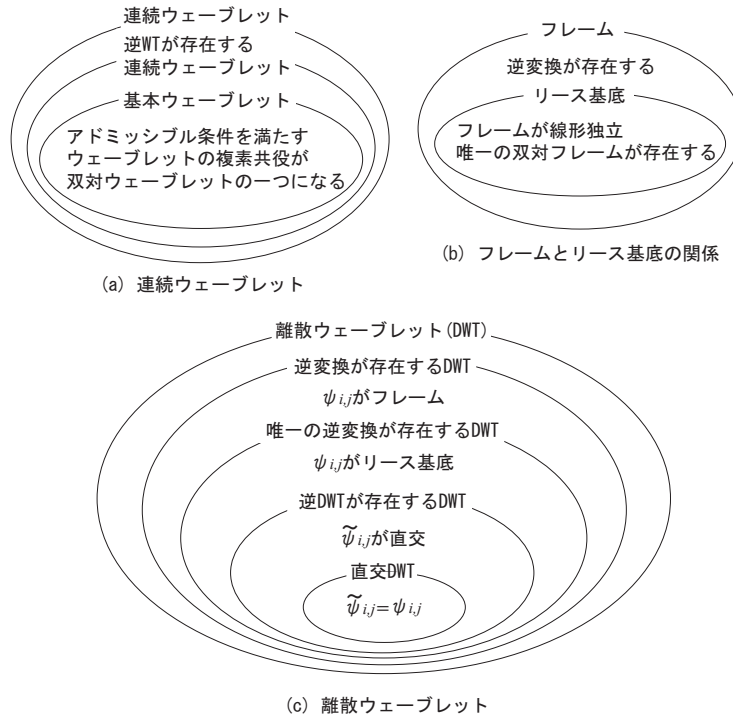 連続ウェーブレット
逆WTが存在する
連続ウェーブレット
基本ウェーブレット
アドミッシブル条件を満たす
ウェーブレットの複素共役が
双対ウェーブレットの一つになる
(a) 連続ウェーブレット
フレーム
逆変換が存在する
リース基底
フレームが線形独立
唯一の双対フレームが存在する
(b) フレームとリース基底の関係
離散ウェーブレット(DWT)
逆変換が存在するDWT
ψi,jがフレーム
唯一の逆変換が存在するDWT
ψi,jがリース基底
逆DWTが存在するDWT
ψ̃i,jが直交
直交DWT
ψ̃i,j=ψi,j
(c) 離散ウェーブレット